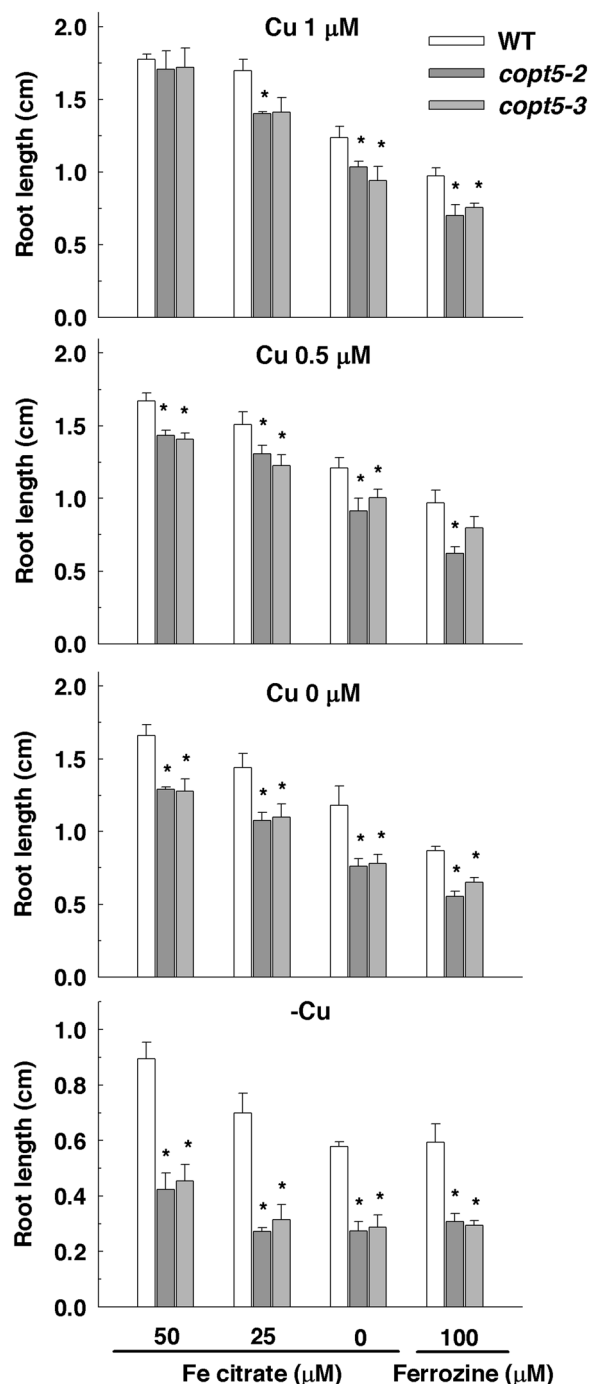 Cu 1 μM
WT
copt5-2
copt5-3
Root length (cm)
2.0
1.5
1.0
0.5
0.0
* * * * *
Cu 0.5 μM
Root length (cm)
2.0
1.5
1.0
0.5
0.0
* * * * * * *
Cu 0 μM
Root length (cm)
2.0
1.5
1.0
0.5
0.0
* * * * * * * *
-Cu
Root length (cm)
1.0
0.8
0.6
0.4
0.2
0.0
* * * * * * * *
50 25 0 100
Fe citrate (μM) Ferrozine (μM)